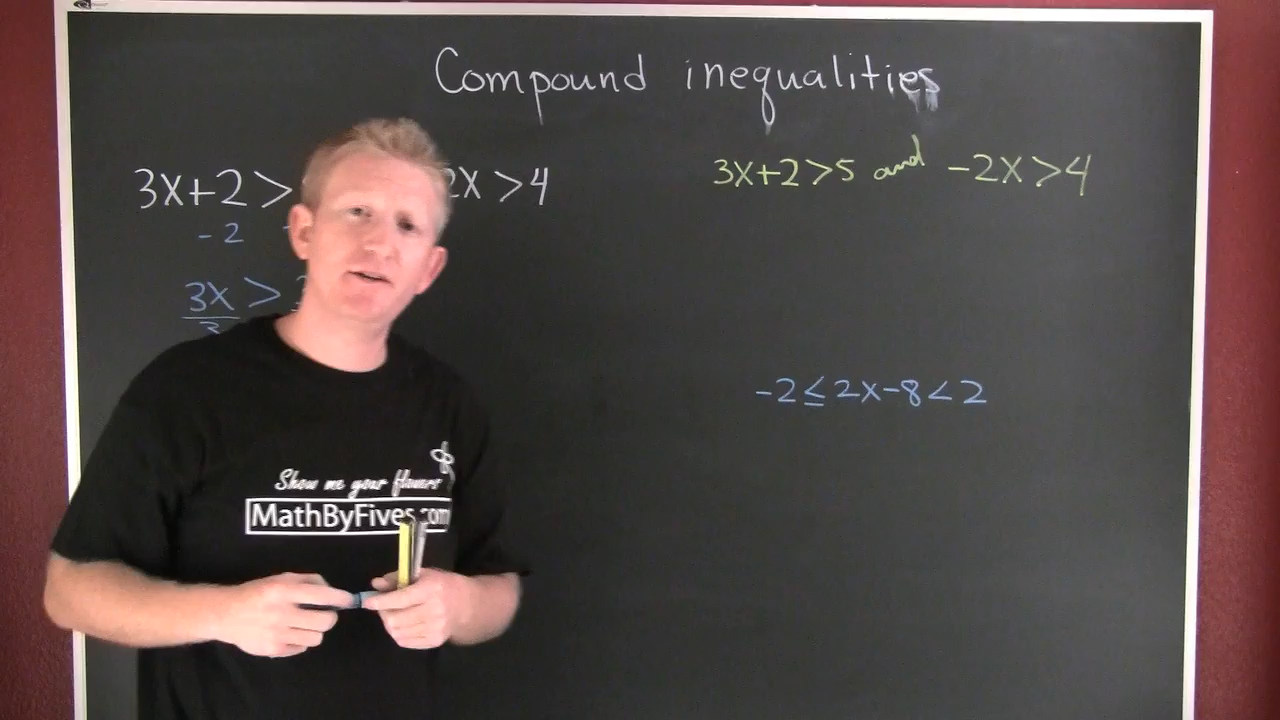 Compound inequalities
3x+2> 2x >4
-2
3x >
3
3x+2>5 and -2x>4
-2≤2x-8<2
Show me your flowers
MathByFives.com